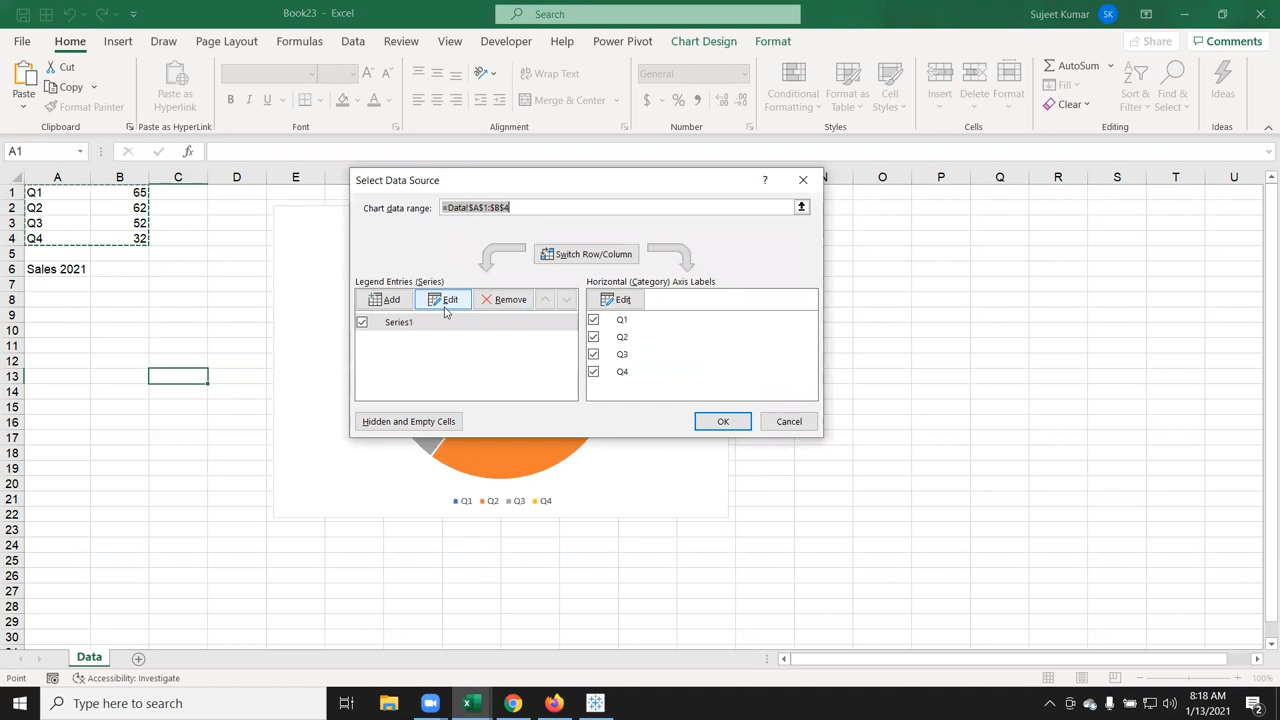 Book23 - Excel
Search
Sujeet Kumar
SK
File Home Insert Draw Page Layout Formulas Data Review View Developer Help Power Pivot Chart Design Format
Share
Comments
Paste
Cut
Copy
Format Painter
Paste as
Hyperlink
B I U
Wrap Text
Merge & Center
General
$ % ,
Conditional
Formatting
Format as
Table
Cell
Styles
Insert
Delete
Format
AutoSum
Fill
Clear
Sort &
Filter
Find &
Select
Ideas
Clipboard Paste as HyperLink Font Alignment Number Styles Cells Editing Ideas
A1
fx
A B C D E N O P Q R S T U
1 Q1 65
2 Q2 62
3 Q3 52
4 Q4 32
5
6 Sales 2021
7
8
9
10
11
12
13
14
15
16
17
18
19
20
21
22
23
24
25
26
27
28
29
30
Select Data Source
?
Chart data range:
=Data!$A$1:$B$4
Switch Row/Column
Legend Entries (Series)
Add
Edit
Remove
Series1
Horizontal (Category) Axis Labels
Edit
Q1
Q2
Q3
Q4
Hidden and Empty Cells
OK
Cancel
Q1 Q2 Q3 Q4
Data
Point
Accessibility: Investigate
100%
Type here to search
8:18 AM
1/13/2021